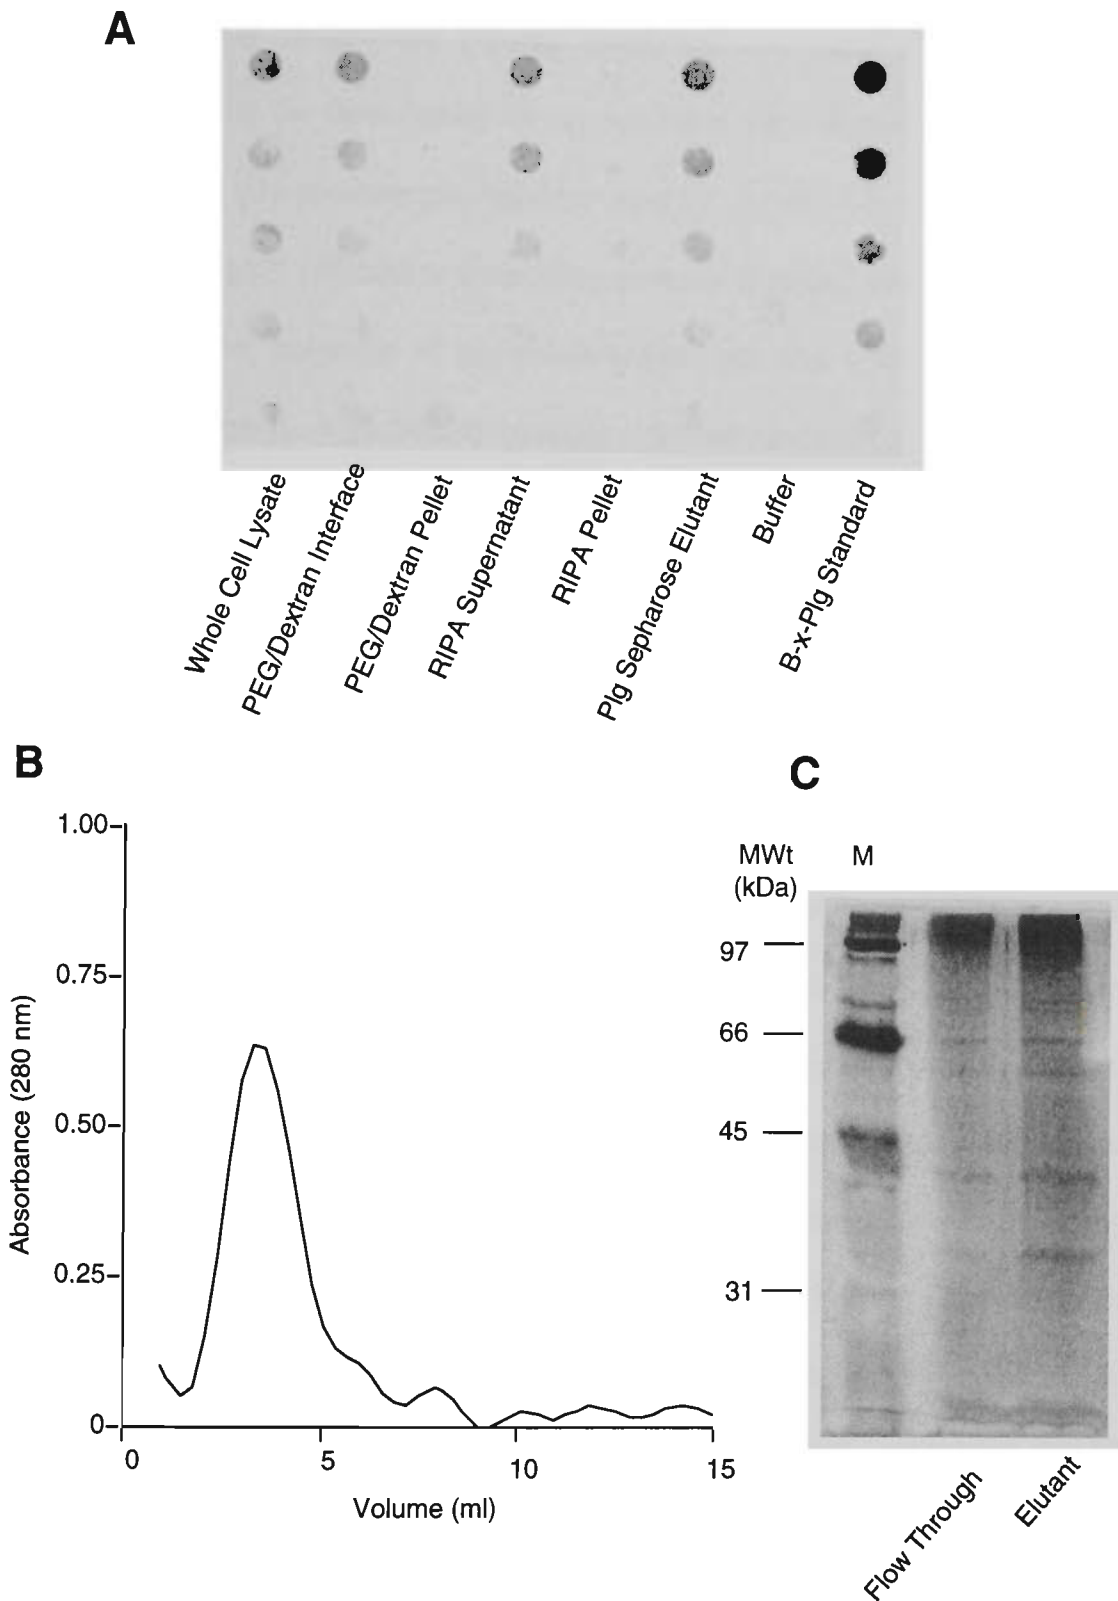 A
Whole Cell Lysate
PEG/Dextran Interface
PEG/Dextran Pellet
RIPA Supernatant
RIPA Pellet
Plg Sepharose Elutant
Buffer
B-x-Plg Standard
B
1.00
0.75
0.50
0.25
0
Absorbance (280 nm)
0
5
10
15
Volume (ml)
C
MWt
(kDa)
M
97
66
45
31
Flow Through
Elutant